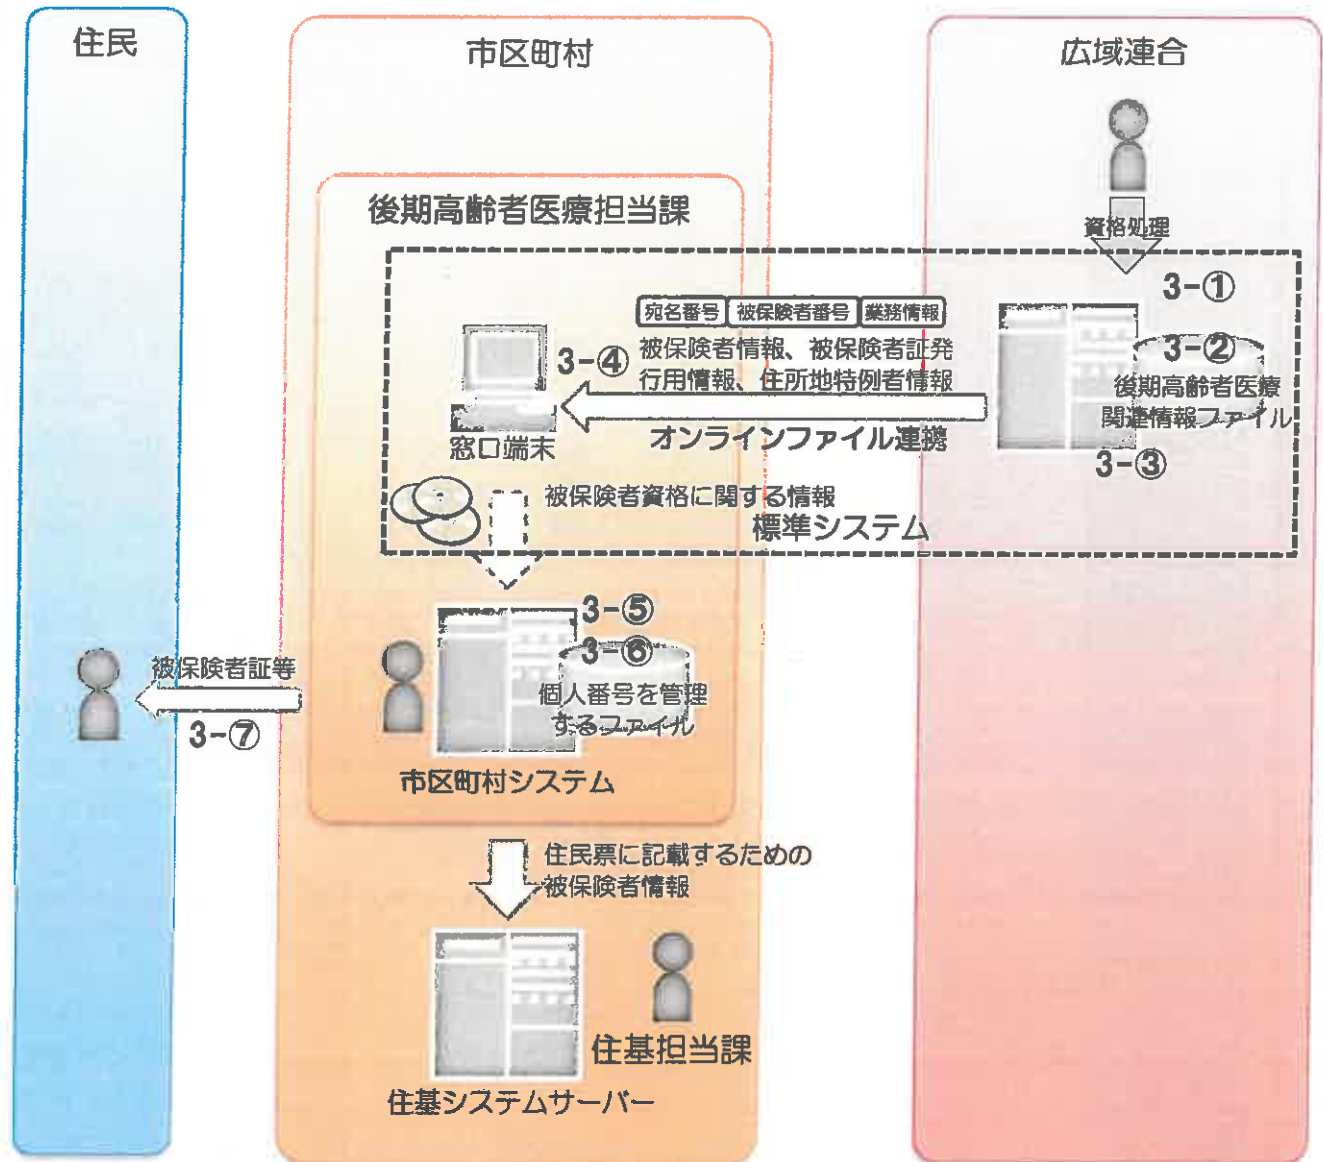 住民
市区町村
広域連合
後期高齢者医療担当課
資格処理
3-①
宛名番号 被保険者番号 業務情報
3-②
3-④
被保険者情報、被保険者証発
行用情報、住所地特例者情報
後期高齢者医療
関連情報ファイル
オンラインファイル連携
窓口端末
3-③
被保険者資格に関する情報
標準システム
3-⑤
3-⑥
被保険者証等
個人番号を管理
するファイル
3-⑦
市区町村システム
住民票に記載するための
被保険者情報
住基担当課
住基システムサーバー